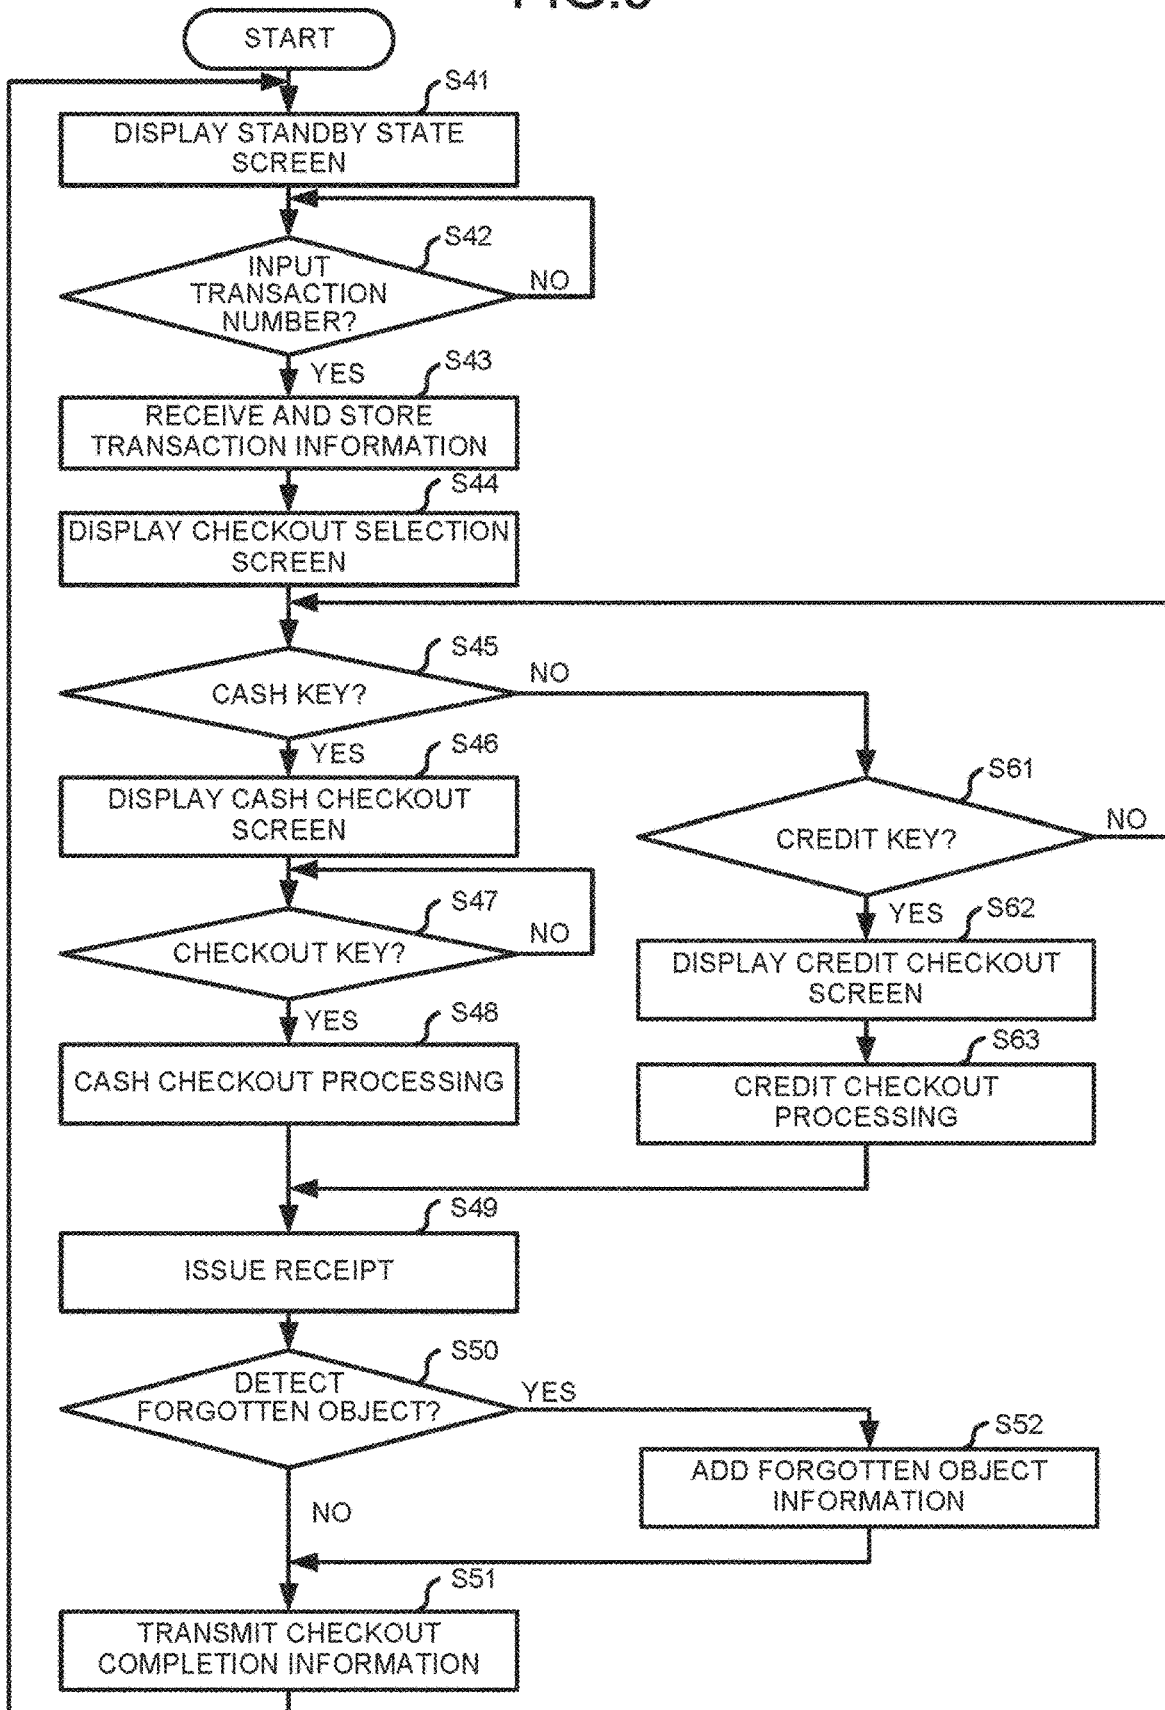 START
S41
DISPLAY STANDBY STATE
SCREEN
S42
INPUT
TRANSACTION
NUMBER?
NO
YES
S43
RECEIVE AND STORE
TRANSACTION INFORMATION
S44
DISPLAY CHECKOUT SELECTION
SCREEN
S45
CASH KEY?
NO
YES
S46
DISPLAY CASH CHECKOUT
SCREEN
S61
CREDIT KEY?
NO
YES
S47
CHECKOUT KEY?
NO
YES
S62
DISPLAY CREDIT CHECKOUT
SCREEN
S48
CASH CHECKOUT PROCESSING
S63
CREDIT CHECKOUT
PROCESSING
S49
ISSUE RECEIPT
S50
DETECT
FORGOTTEN OBJECT?
YES
NO
S52
ADD FORGOTTEN OBJECT
INFORMATION
S51
TRANSMIT CHECKOUT
COMPLETION INFORMATION